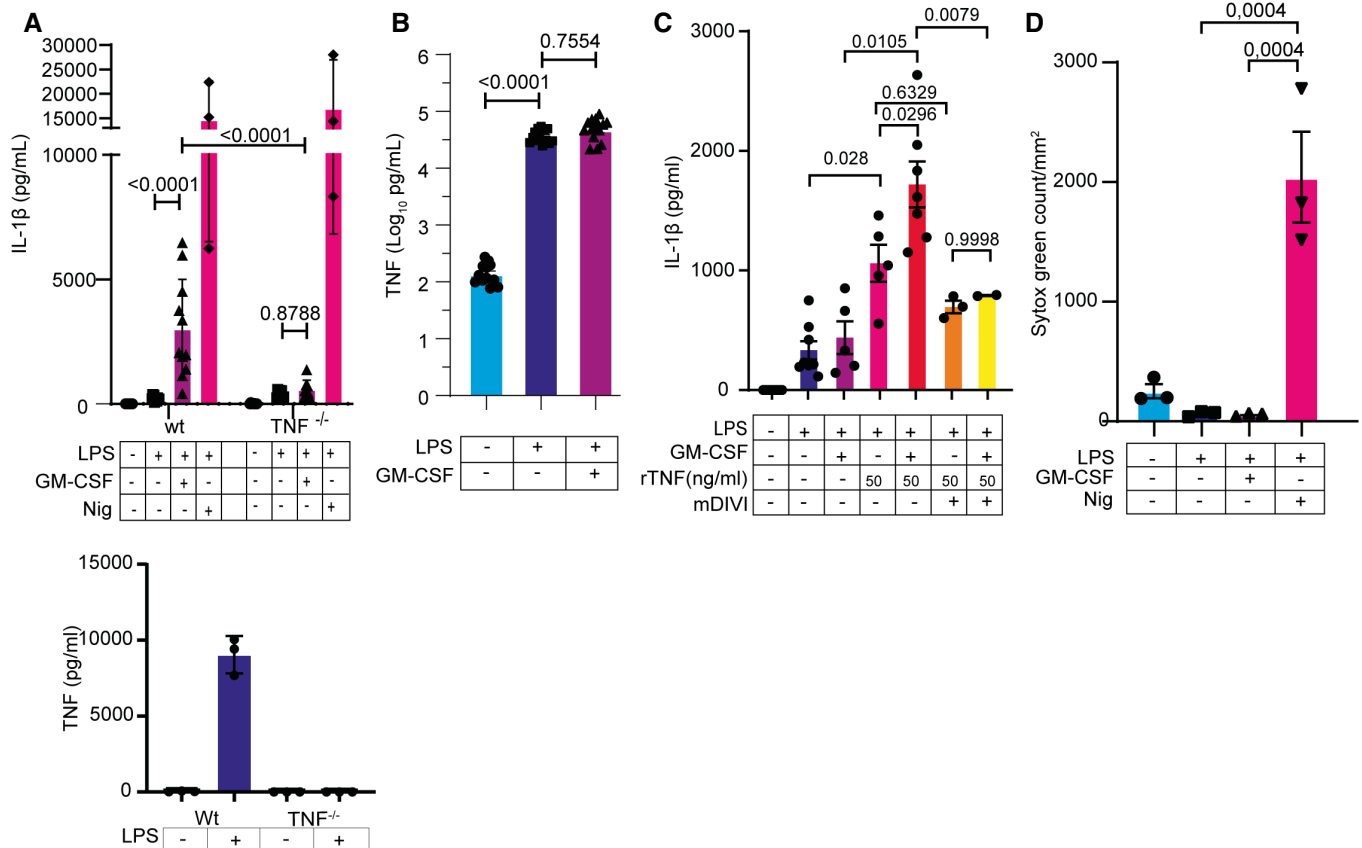 A
IL-1β (pg/mL)
30000
25000
20000
15000
10000
5000
0
<0.0001
<0.0001
0.8788
wt
TNF -/-
LPS - + + + - + + +
GM-CSF - - + - - - + -
Nig - - - + - - - +
B
TNF (Log10 pg/mL)
6
5
4
3
2
1
0
<0.0001
0.7554
LPS - + +
GM-CSF - - +
C
IL-1β (pg/ml)
3000
2000
1000
0
0.0079
0.0105
0.6329
0.0296
0.028
0.9998
LPS - + + + + + +
GM-CSF - - + - + - +
rTNF(ng/ml) - - - 50 50 50 50
mDIVI - - - - - + +
D
Sytox green count/mm2
3000
2000
1000
0
0,0004
0,0004
LPS - + + +
GM-CSF - - + -
Nig - - - +
TNF (pg/ml)
15000
10000
5000
0
Wt
TNF-/-
LPS - + - +